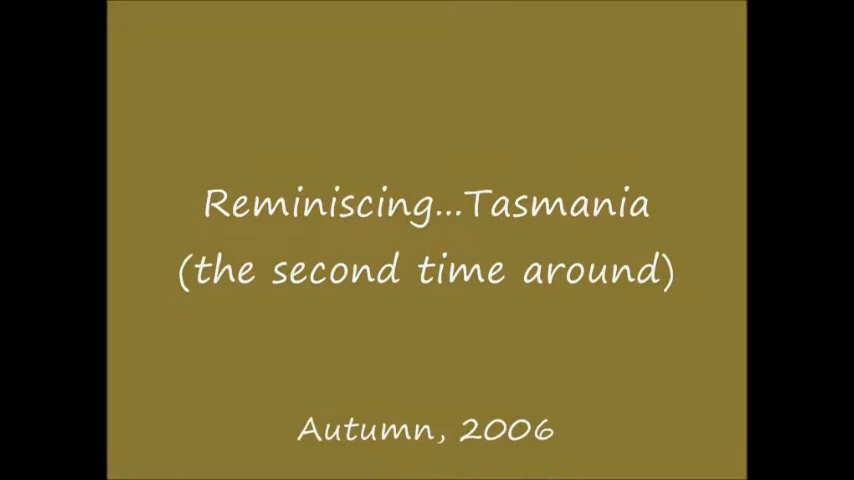 Reminiscing...Tasmania
(the second time around)
Autumn, 2006